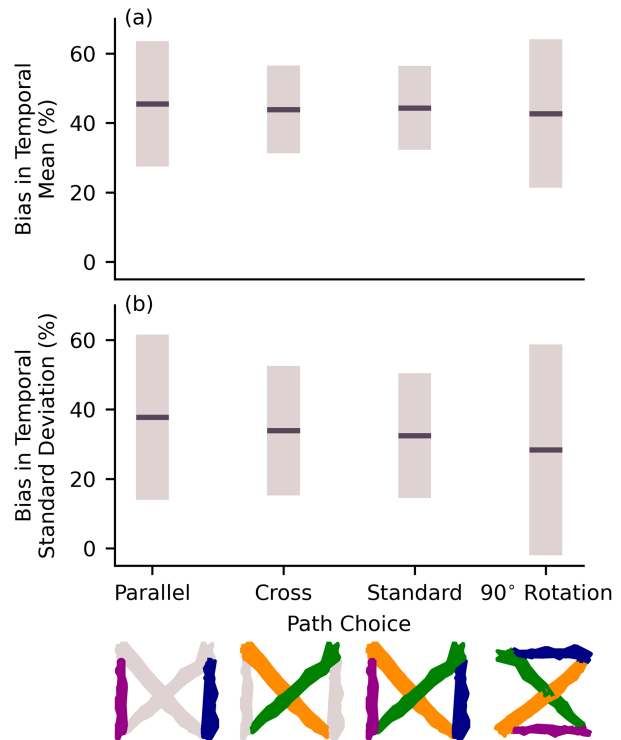 (a)
Bias in Temporal
Mean (%)
60
40
20
0
(b)
Bias in Temporal
Standard Deviation (%)
60
40
20
0
Parallel Cross Standard 90° Rotation
Path Choice